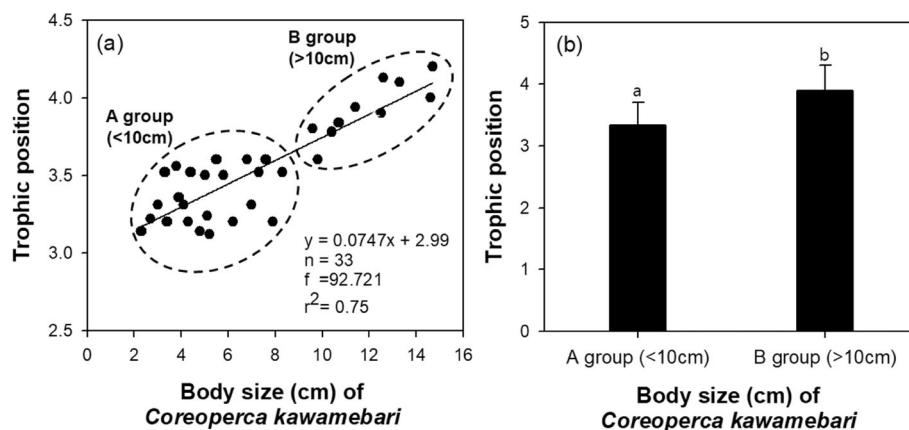 (a)
B group
(>10cm)
A group
(<10cm)
y = 0.0747x + 2.99
n = 33
f =92.721
r2= 0.75
Trophic position
4.5
4.0
3.5
3.0
2.5
0 2 4 6 8 10 12 14 16
Body size (cm) of
Coreoperca kawamebari
(b)
a
b
Trophic position
5
4
3
2
1
0
A group (<10cm) B group (>10cm)
Body size (cm) of
Coreoperca kawamebari